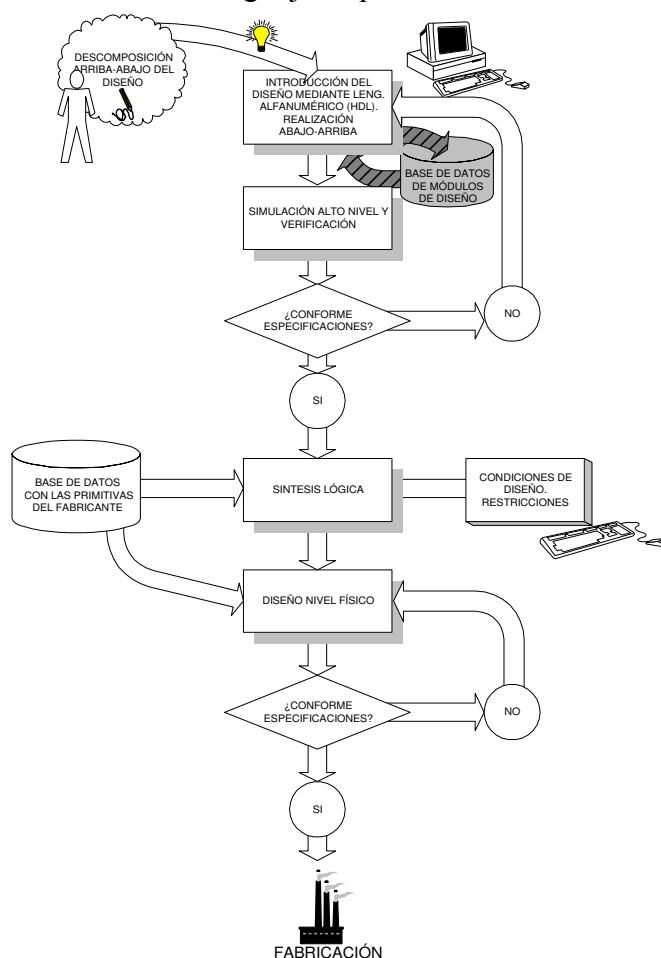 DESCOMPOSICIÓN
ARRIBA-ABAJO DEL
DISEÑO
INTRODUCCIÓN DEL
DISEÑO MEDIANTE LENG.
ALFANUMÉRICO (HDL).
REALIZACIÓN
ABAJO-ARRIBA
BASE DE DATOS
DE MÓDULOS
DE DISEÑO
SIMULACIÓN ALTO NIVEL Y
VERIFICACIÓN
¿CONFORME
ESPECIFICACIONES?
NO
SI
BASE DE DATOS
CON LAS PRIMITIVAS
DEL FABRICANTE
SINTESIS LÓGICA
CONDICIONES DE
DISEÑO.
RESTRICCIONES
DISEÑO NIVEL FÍSICO
¿CONFORME
ESPECIFICACIONES?
NO
SI
FABRICACIÓN